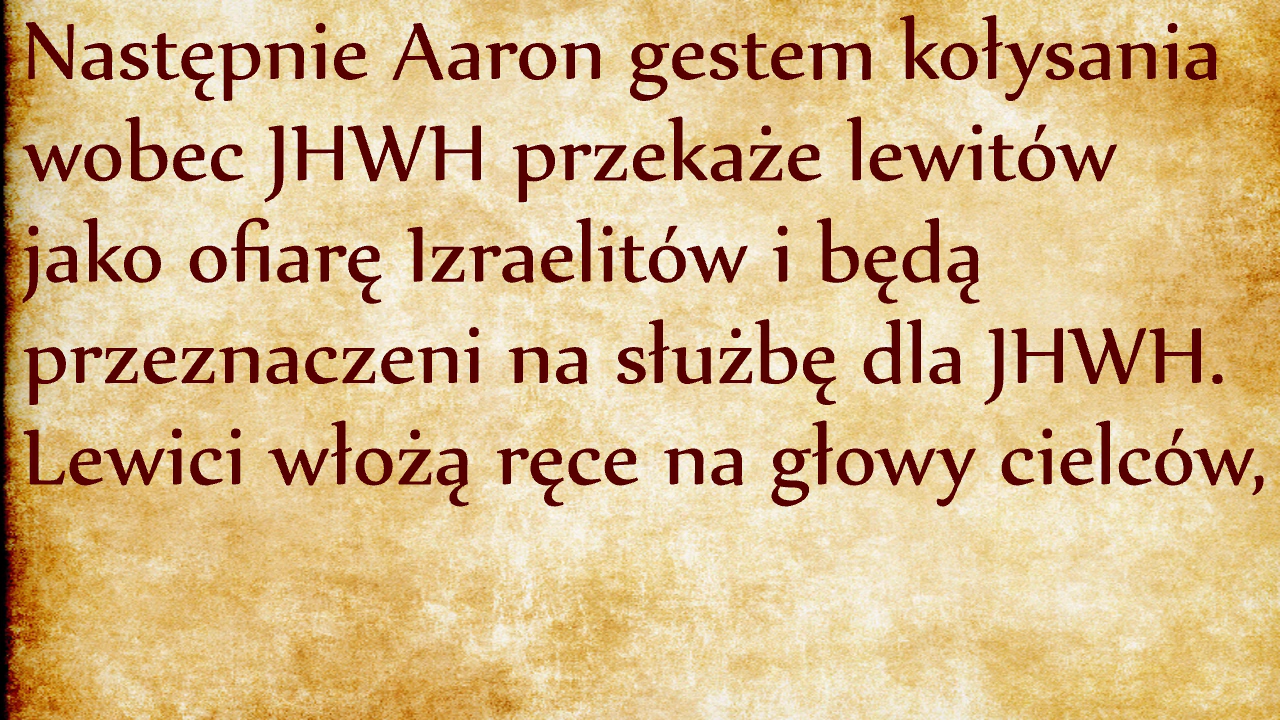 Następnie Aaron gestem kołysania
wobec JHWH przekaże lewitów
jako ofiarę Izraelitów i będą
przeznaczeni na służbę dla JHWH.
Lewici włożą ręce na głowy cielców,